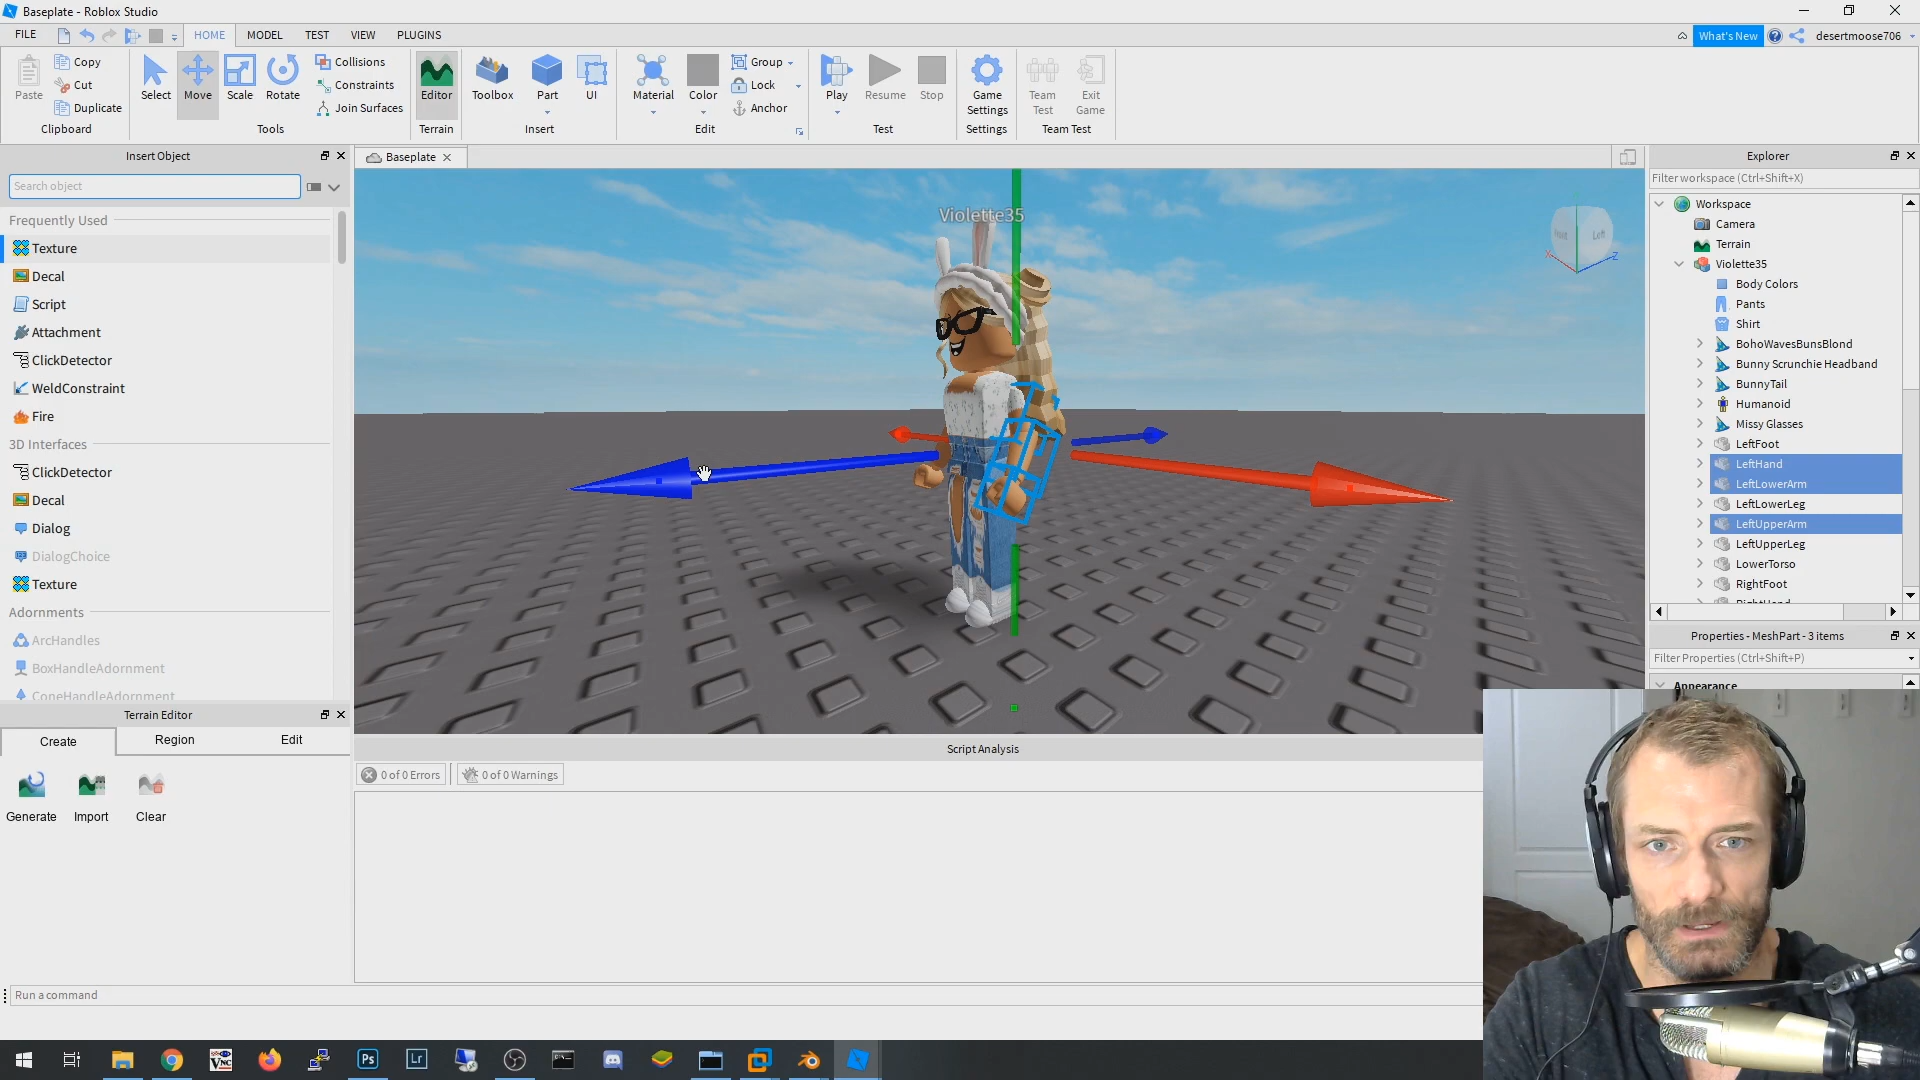 Baseplate - Roblox Studio
FILE HOME MODEL TEST VIEW PLUGINS
What's New desertmoose706
Paste Copy Cut Duplicate Clipboard
Select Move Scale Rotate Collisions Constraints Join Surfaces Tools
Editor Terrain
Toolbox Part UI Insert
Material Color Group Lock Anchor Edit
Play Resume Stop Test
Game Settings Settings
Team Test Exit Game Team Test
Insert Object
Search object
Frequently Used
Texture
Decal
Script
Attachment
ClickDetector
WeldConstraint
Fire
3D Interfaces
ClickDetector
Decal
Dialog
DialogChoice
Texture
Adornments
ArcHandles
BoxHandleAdornment
ConeHandleAdornment
Terrain Editor
Create Region Edit
Generate Import Clear
Baseplate
Violette35
Left
X
Z
Script Analysis
0 of 0 Errors 0 of 0 Warnings
Run a command
Explorer
Filter workspace (Ctrl+Shift+X)
Workspace
Camera
Terrain
Violette35
Body Colors
Pants
Shirt
BohoWavesBunsBlond
Bunny Scrunchie Headband
BunnyTail
Humanoid
Missy Glasses
LeftFoot
LeftHand
LeftLowerArm
LeftLowerLeg
LeftUpperArm
LeftUpperLeg
LowerTorso
RightFoot
RightHand
Properties - MeshPart - 3 items
Filter Properties (Ctrl+Shift+P)
Appearance
VNC
Ps
Lr